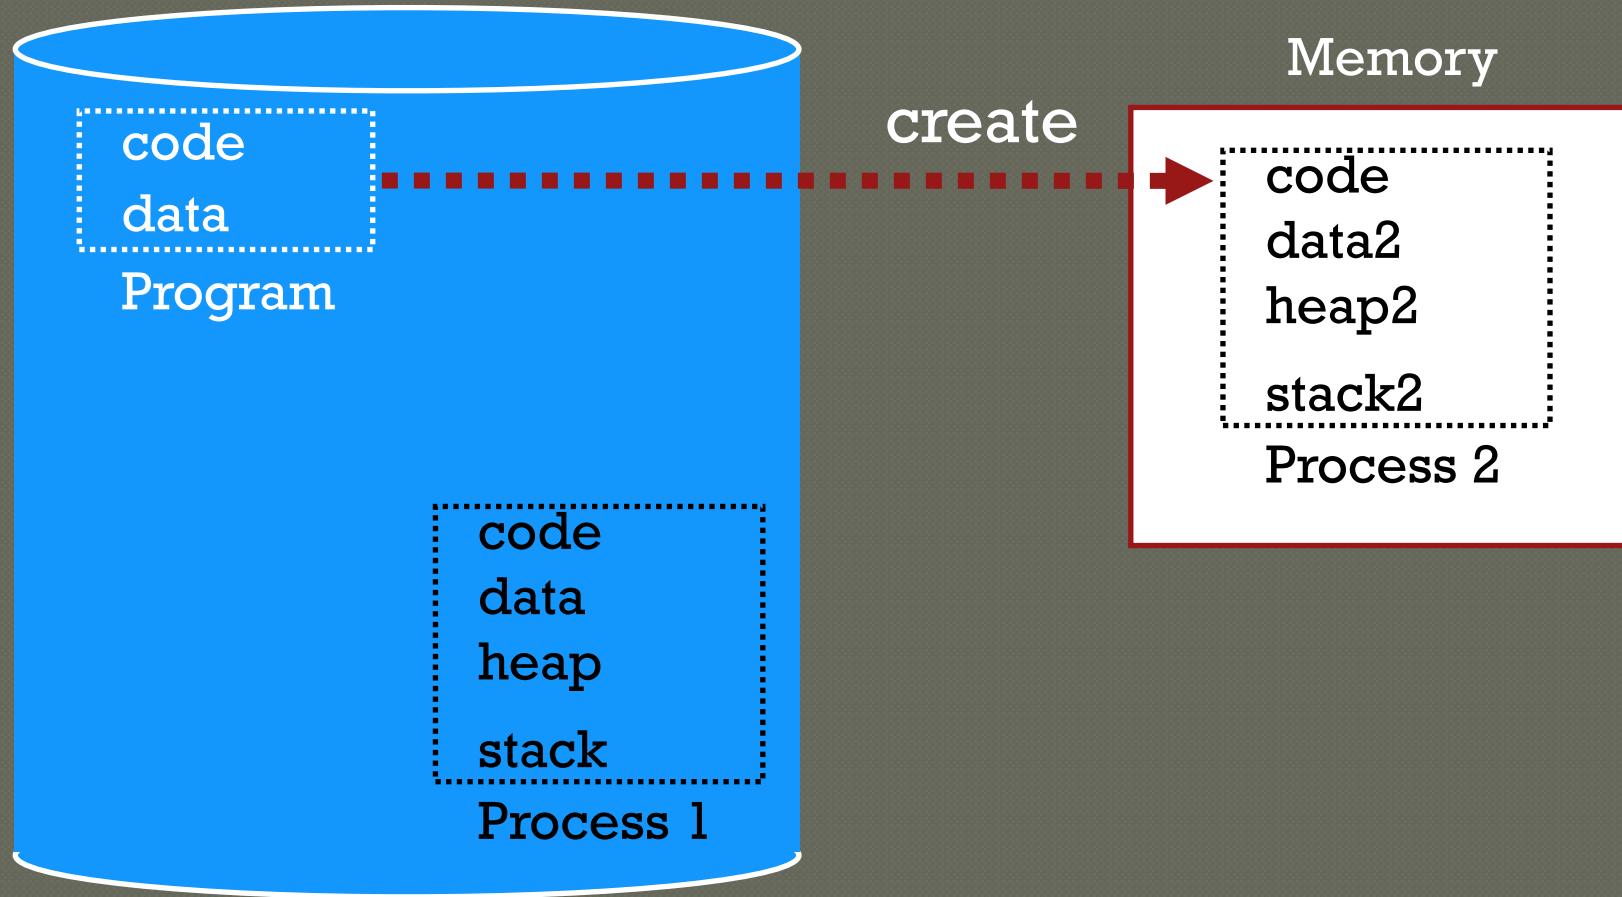 code
data
Program
code
data
heap
stack
Process 1
create
Memory
code
data2
heap2
stack2
Process 2